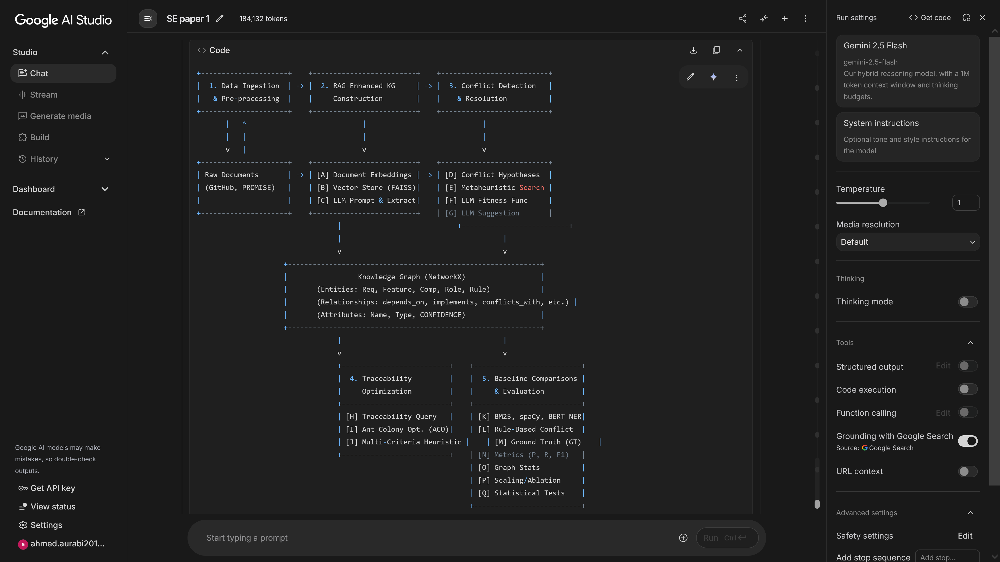 Google AI Studio
Studio
Chat
Stream
Generate media
Build
History
Dashboard
Documentation
Google AI models may make
mistakes, so double-check
outputs.
Get API key
View status
Settings
a ahmed.aurabi201...
SE paper 1 184,132 tokens
<> Code
+---------------------+    +--------------------------+    +--------------------------+
|  1. Data Ingestion  | -> |  2. RAG-Enhanced KG     | -> |  3. Conflict Detection   |
|   & Pre-processing  |    |     Construction        |    |    & Resolution          |
+---------------------+    +--------------------------+    +--------------------------+
|   ^                            |                            |
|   |                            |                            |
v   |                            v                            v
+---------------------+    +--------------------------+    +--------------------------+
| Raw Documents       | -> | [A] Document Embeddings | -> | [D] Conflict Hypotheses  |
| (GitHub, PROMISE)   |    | [B] Vector Store (FAISS)|    | [E] Metaheuristic Search |
|                     |    | [C] LLM Prompt & Extract|    | [F] LLM Fitness Func     |
+---------------------+    +--------------------------+    | [G] LLM Suggestion       |
|                            +--------------------------+
|                                       |
v                                       v
+-------------------------------------------------------------+
|                 Knowledge Graph (NetworkX)                  |
|       (Entities: Req, Feature, Comp, Role, Rule)            |
|       (Relationships: depends_on, implements, conflicts_with, etc.) |
|       (Attributes: Name, Type, CONFIDENCE)                  |
+-------------------------------------------------------------+
|                                       |
v                                       v
+--------------------------+    +--------------------------+
|  4. Traceability         |    |  5. Baseline Comparisons |
|     Optimization         |    |     & Evaluation         |
+--------------------------+    +--------------------------+
| [H] Traceability Query   |    | [K] BM25, spaCy, BERT NER|
| [I] Ant Colony Opt. (ACO)|    | [L] Rule-Based Conflict  |
| [J] Multi-Criteria Heuristic |    | [M] Ground Truth (GT)    |
+--------------------------+    | [N] Metrics (P, R, F1)   |
| [O] Graph Stats          |
| [P] Scaling/Ablation     |
| [Q] Statistical Tests    |
+--------------------------+
Start typing a prompt
Run Ctrl
Run settings <> Get code
Gemini 2.5 Flash
gemini-2.5-flash
Our hybrid reasoning model, with a 1M
token context window and thinking
budgets.
System instructions
Optional tone and style instructions for
the model
Temperature
1
Media resolution
Default
Thinking
Thinking mode
Tools
Structured output Edit
Code execution
Function calling Edit
Grounding with Google Search
Source: G Google Search
URL context
Advanced settings
Safety settings Edit
Add stop sequence Add stop...